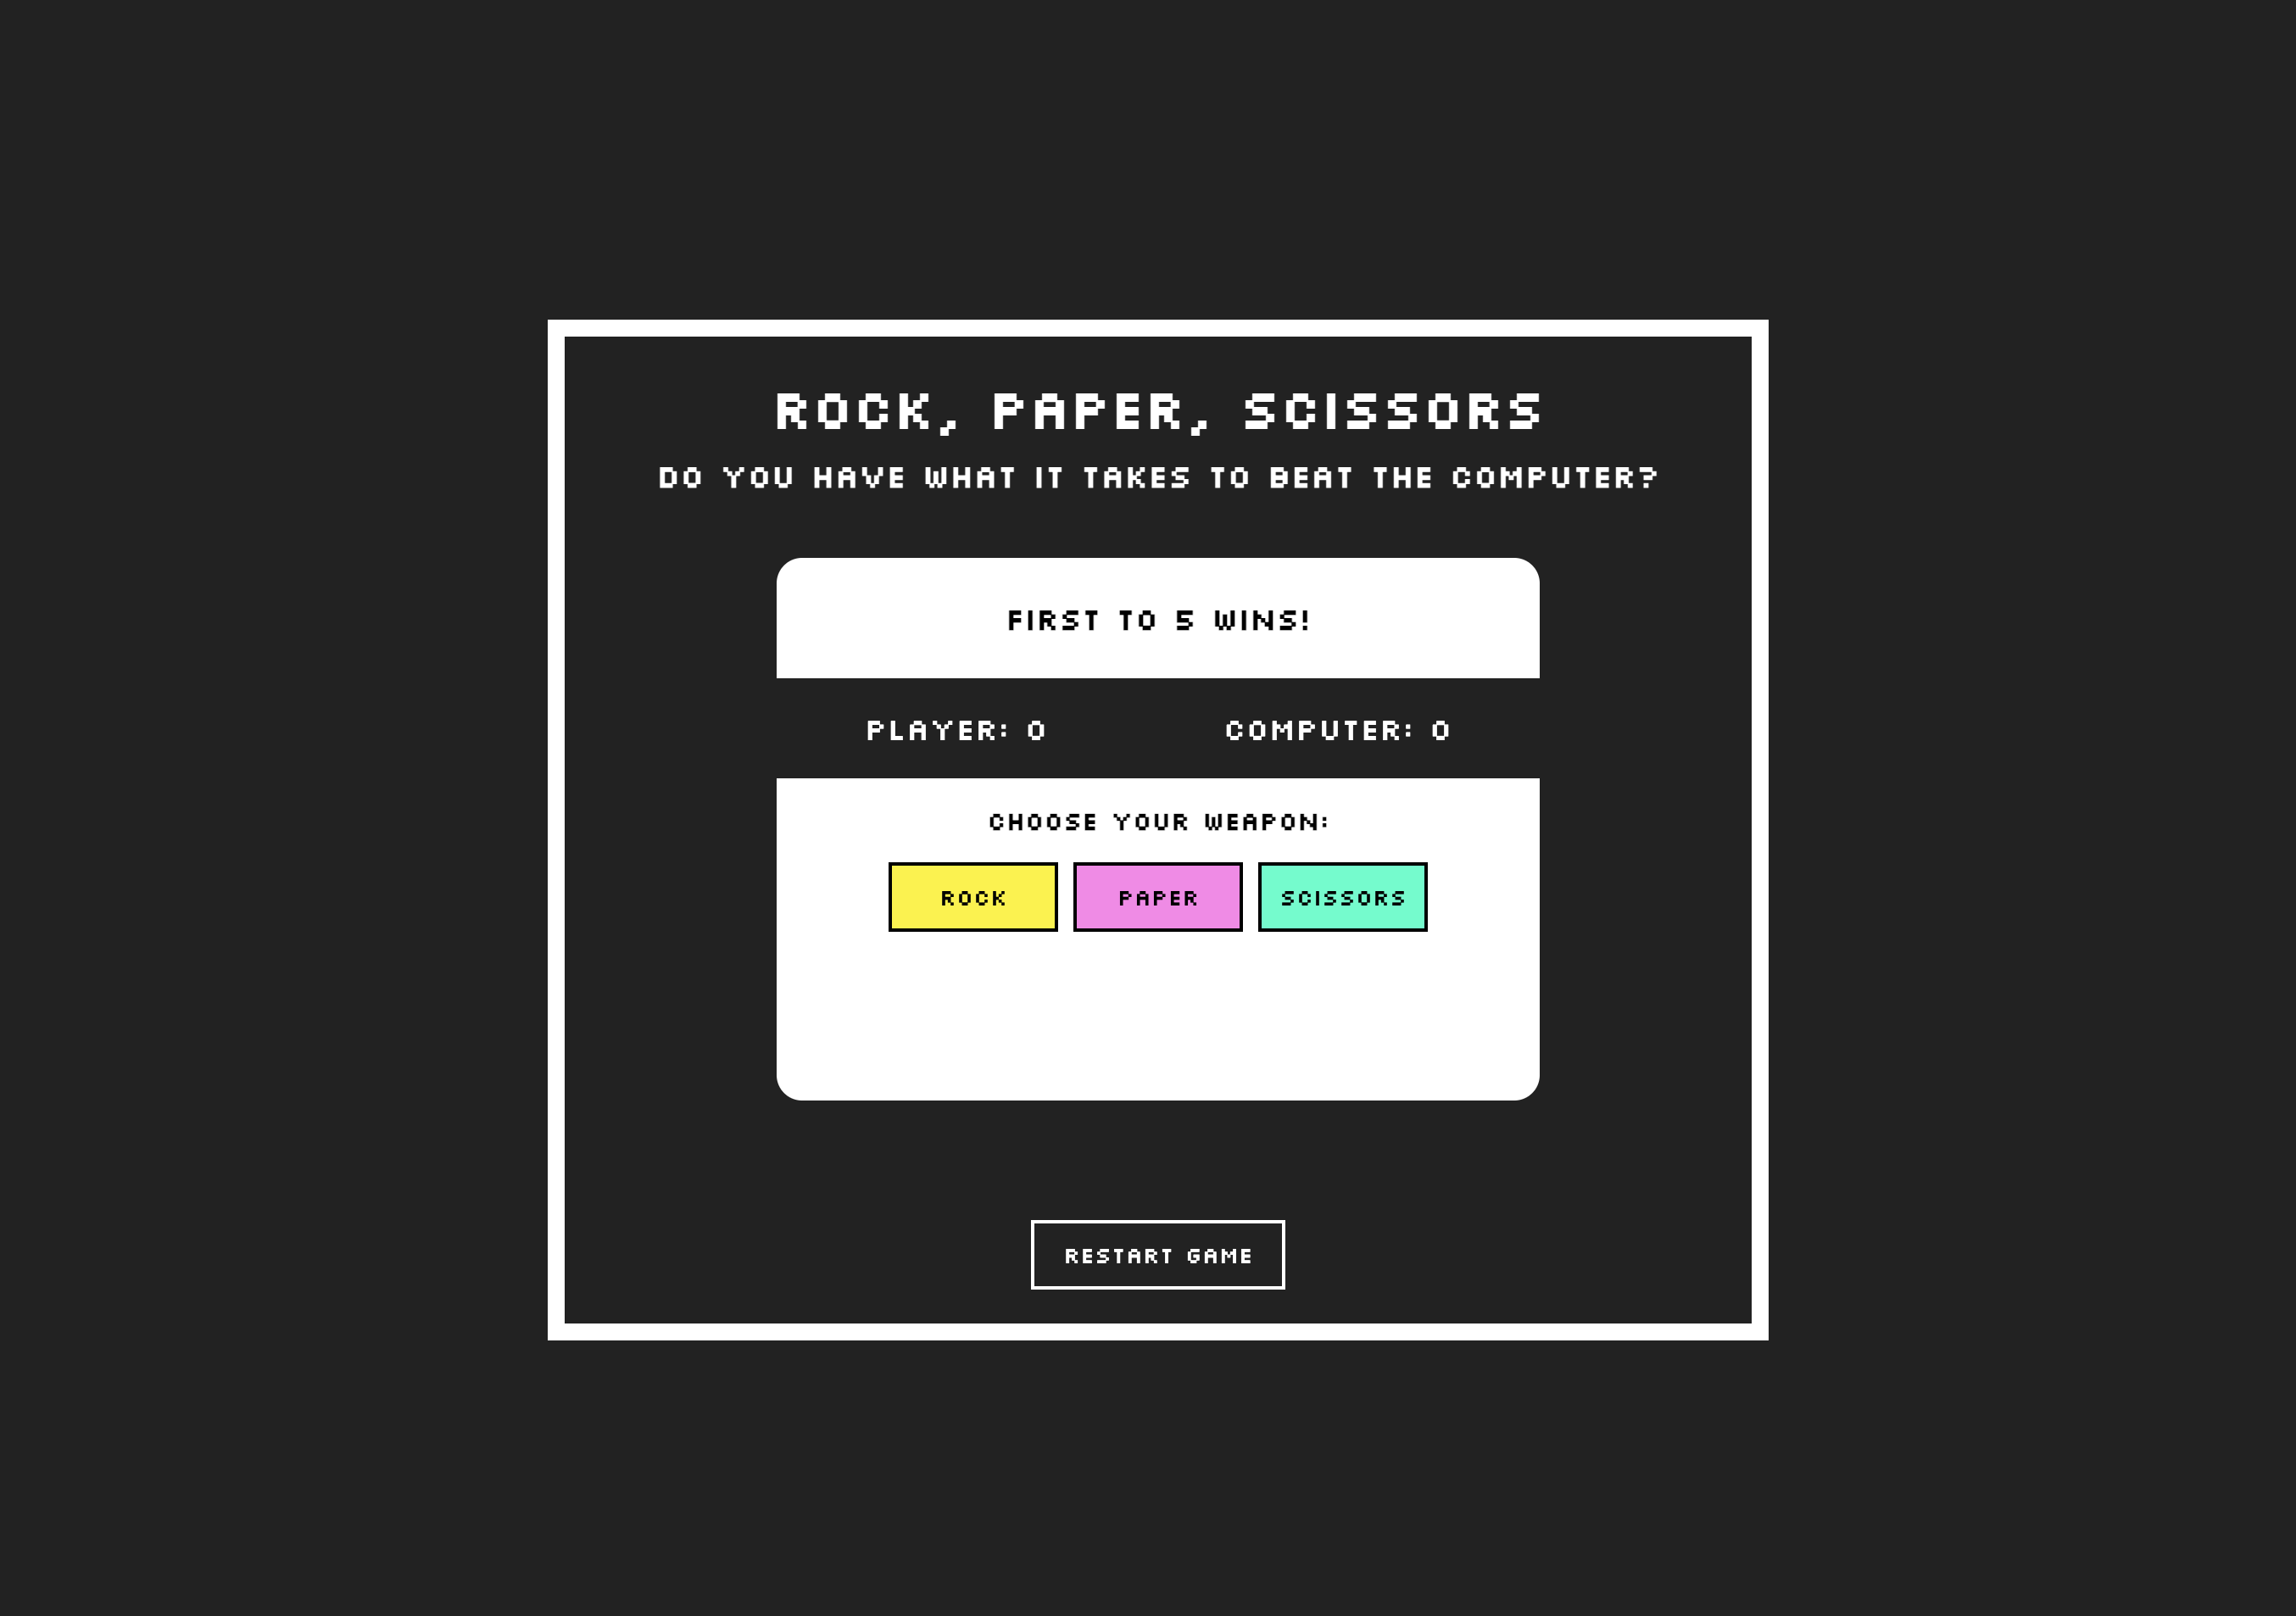 ROCK, PAPER, SCISSORS
DO YOU HAVE WHAT IT TAKES TO BEAT THE COMPUTER?
FIRST TO 5 WINS!
PLAYER: 0 COMPUTER: 0
CHOOSE YOUR WEAPON:
ROCK PAPER SCISSORS
RESTART GAME